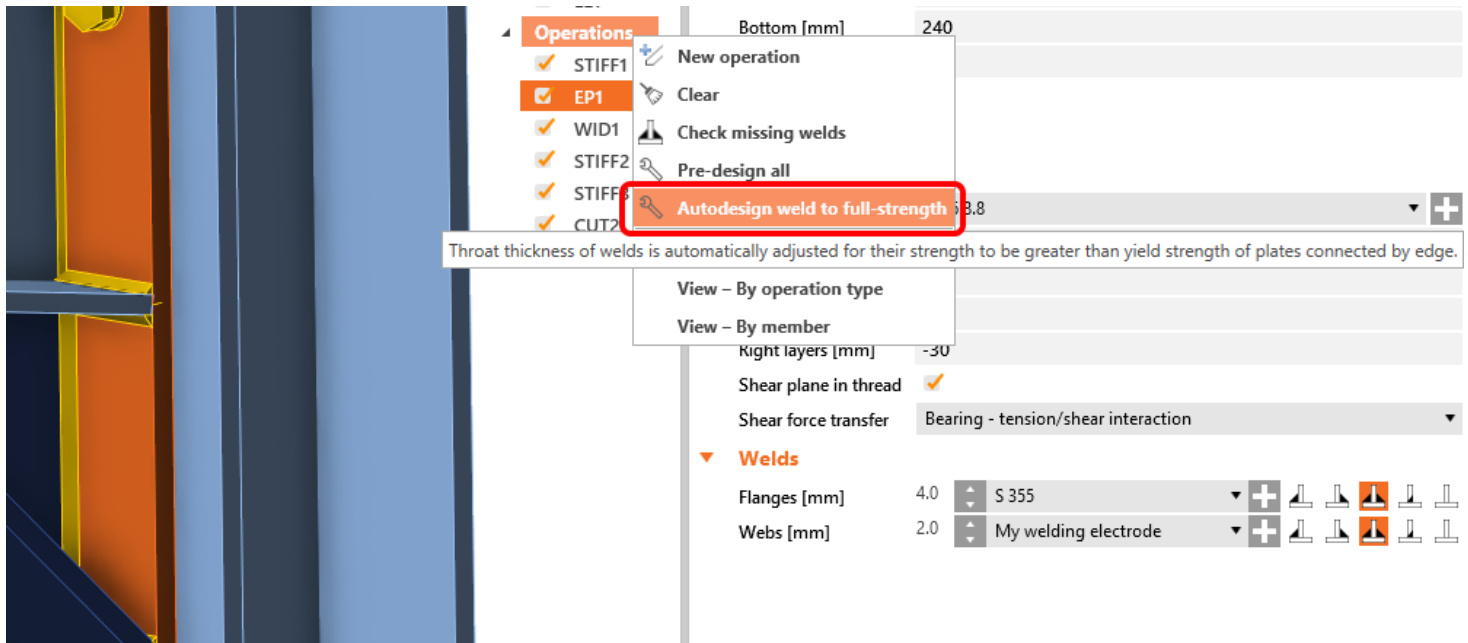 Operations
Bottom [mm] 240
STIFF1
New operation
EP1
Clear
WID1
Check missing welds
STIFF2
Pre-design all
STIFF3
Autodesign weld to full-strength
8.8
CUT2
Throat thickness of welds is automatically adjusted for their strength to be greater than yield strength of plates connected by edge.
View – By operation type
View – By member
Right layers [mm] -30
Shear plane in thread
Shear force transfer Bearing - tension/shear interaction
Welds
Flanges [mm] 4.0 S 355
Webs [mm] 2.0 My welding electrode